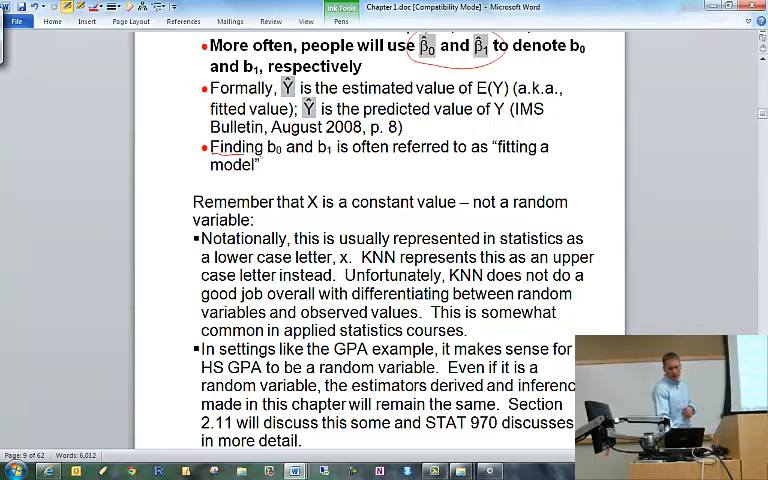 Ink Tools
Chapter 1.doc [Compatibility Mode] - Microsoft Word
File Home Insert Page Layout References Mailings Review View Pens
• More often, people will use β̂₀ and β̂₁ to denote b₀
and b₁, respectively
• Formally, Ŷ is the estimated value of E(Y) (a.k.a.,
fitted value); Ŷ is the predicted value of Y (IMS
Bulletin, August 2008, p. 8)
• Finding b₀ and b₁ is often referred to as “fitting a
model”
Remember that X is a constant value – not a random
variable:
▪ Notationally, this is usually represented in statistics as
a lower case letter, x. KNN represents this as an upper
case letter instead. Unfortunately, KNN does not do a
good job overall with differentiating between random
variables and observed values. This is somewhat
common in applied statistics courses.
▪ In settings like the GPA example, it makes sense for
HS GPA to be a random variable. Even if it is a
random variable, the estimators derived and inferenc
made in this chapter will remain the same. Section
2.11 will discuss this some and STAT 970 discusses
in more detail.
Page: 9 of 62 Words: 6,012